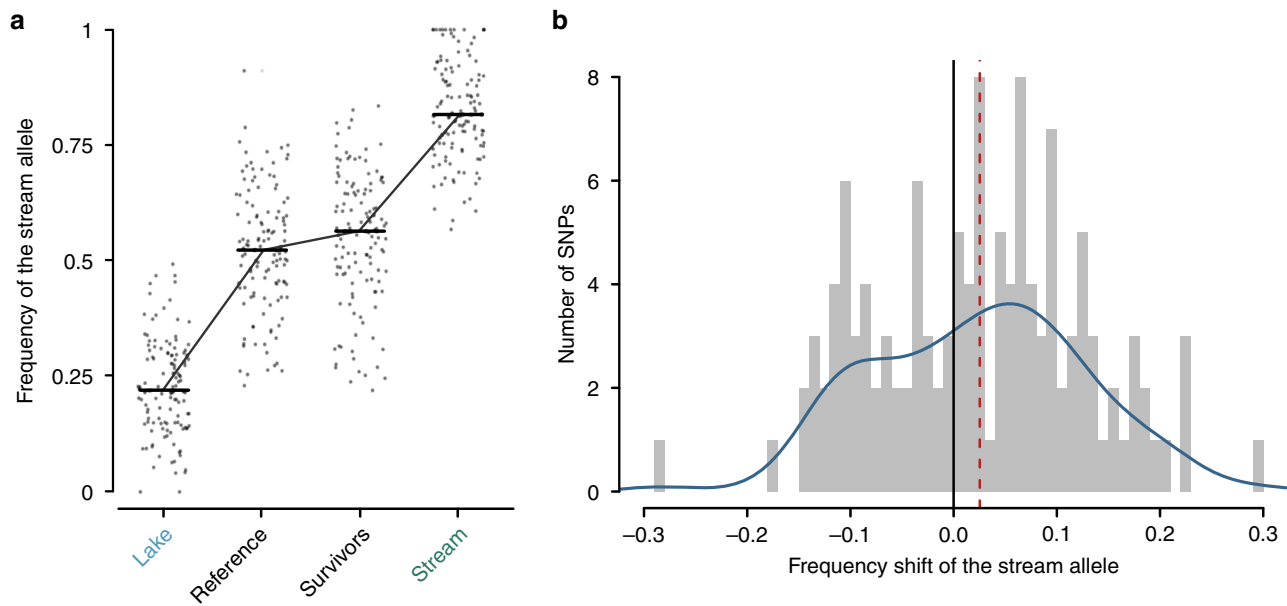 a
Frequency of the stream allele
1
0.75
0.5
0.25
0
Lake
Reference
Survivors
Stream
b
Number of SNPs
8
6
4
2
0
−0.3
−0.2
−0.1
0.0
0.1
0.2
0.3
Frequency shift of the stream allele